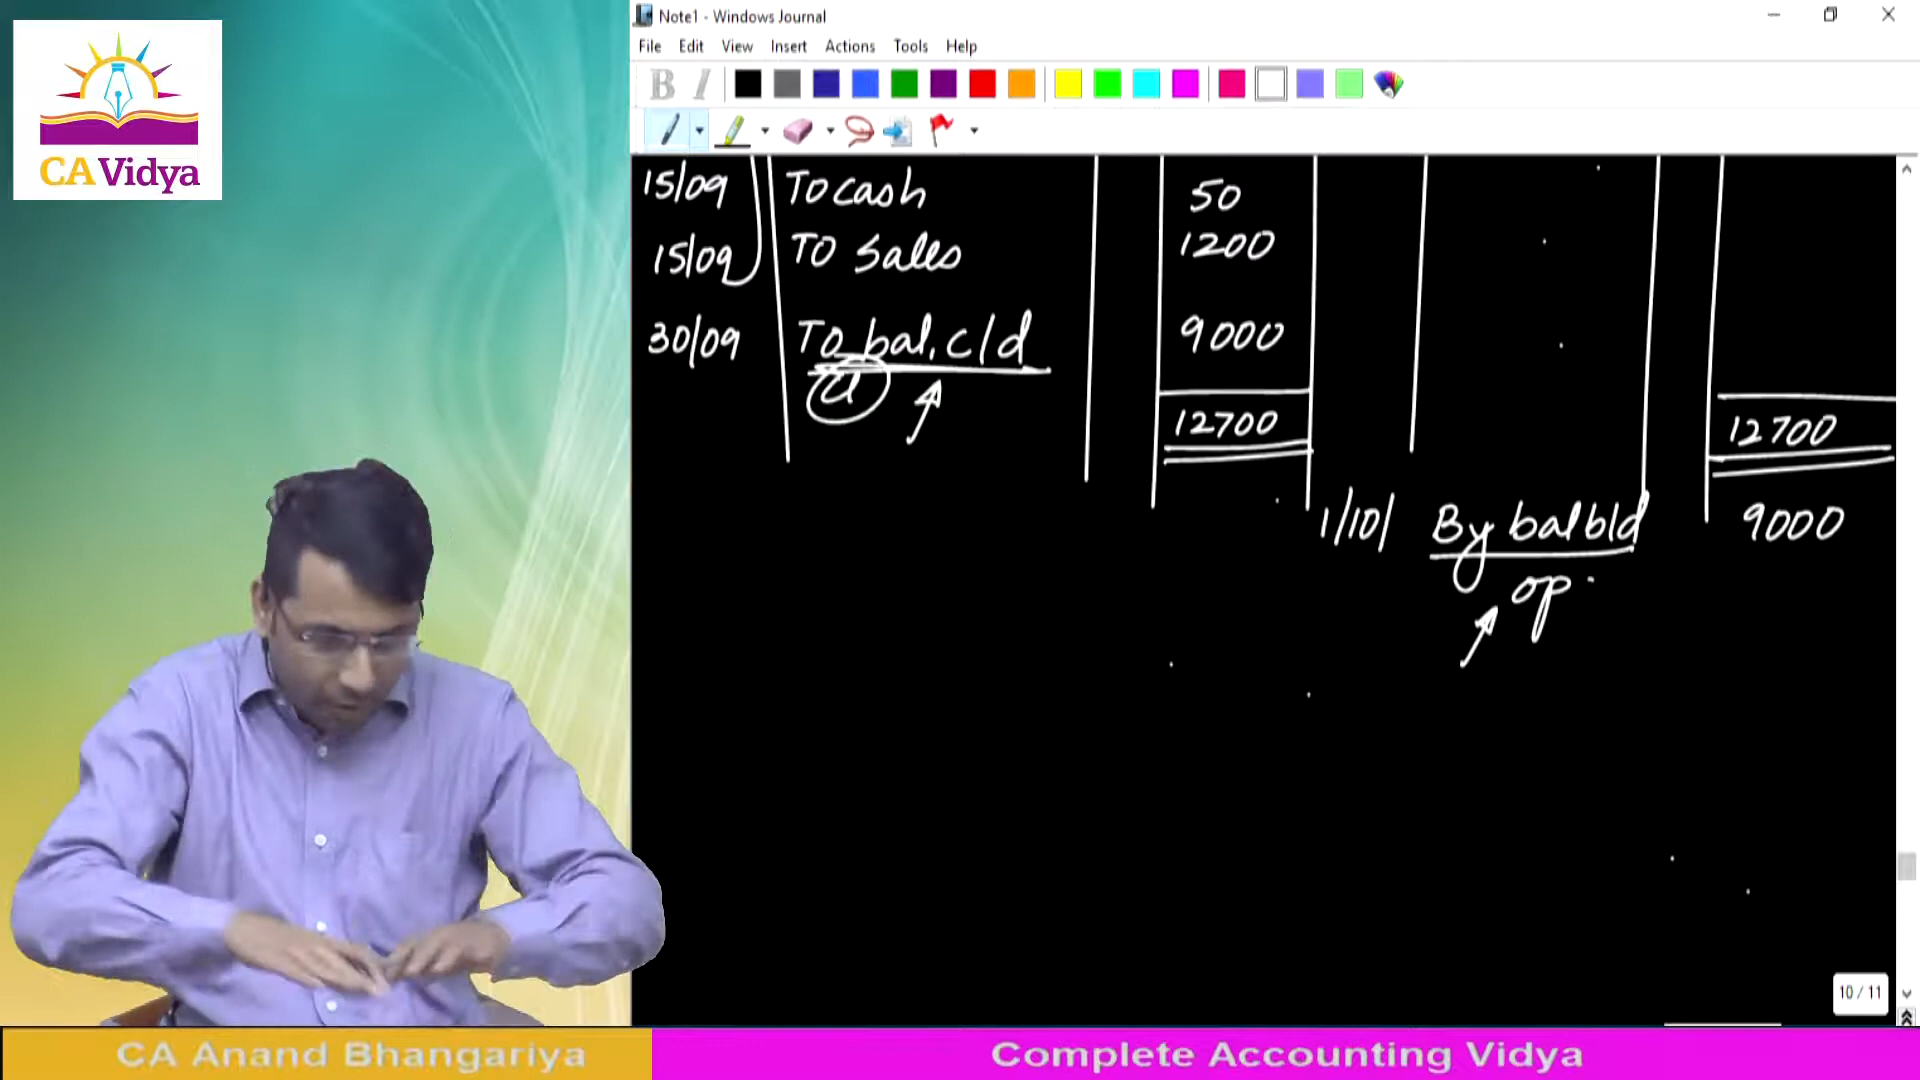 CA Vidya
Note1 - Windows Journal
File Edit View Insert Actions Tools Help
B I
15/09 To cash 50
15/09 TO Sales 1200
30/09 To bal. c/d 9000
cl
12700 12700
1/10/ By bal b/d 9000
op
10 / 11
CA Anand Bhangariya
Complete Accounting Vidya